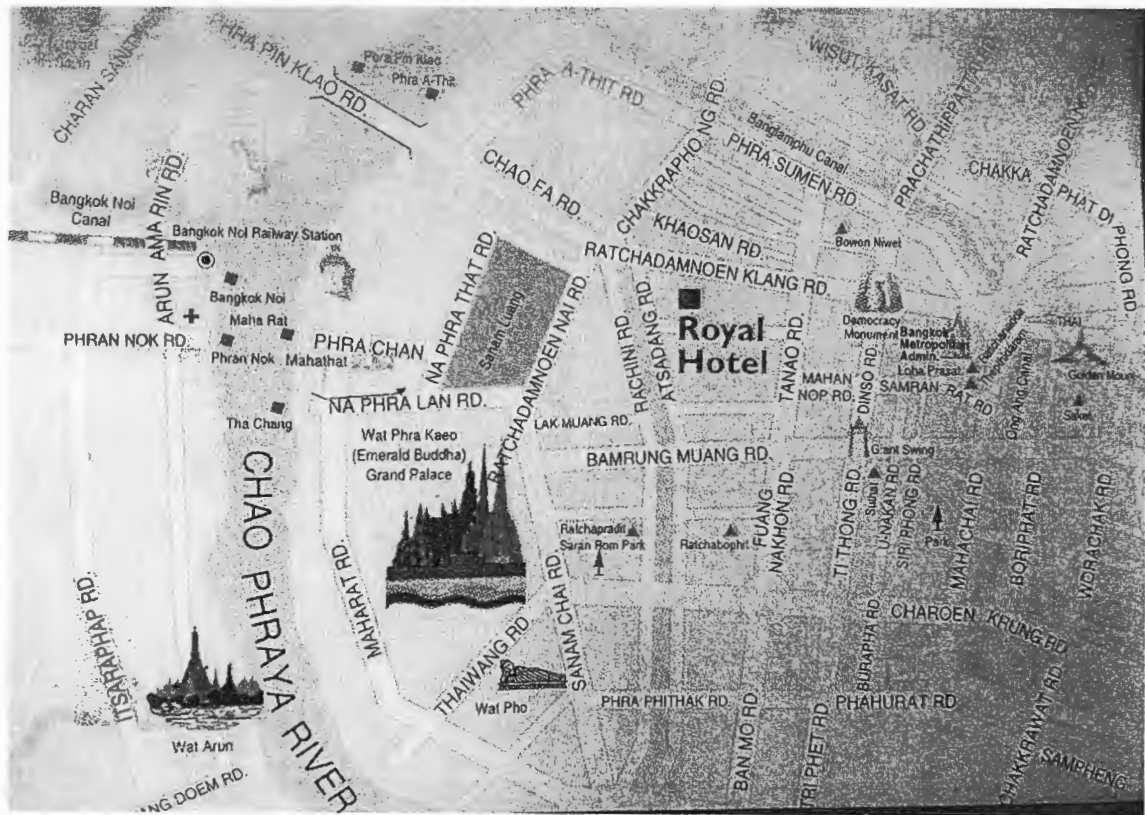 CHARAN SANIT
PHRA PIN KLAO RD.
Phra A-Thit
PHRA A-THIT RD.
CHAKKRAPHONG RD.
Banglamphu Canal
PHRA SUMEN RD.
WISUT KASAT RD.
PRACHATHIPPATAI RD.
CHAKKA
PHAT DI
PHONG RD
RATCHADAMNOEN N
CHAO FA RD.
KHAOSAN RD.
RATCHADAMNOEN KLANG RD.
Bowon Niwet
Bangkok Noi
Canal
ARUN AMA RIN RD.
Bangkok Noi Railway Station
Bangkok Noi
Maha Rat
Phran Nok
Mahathat
PHRAN NOK RD.
PHRA CHAN
NA PHRA THAT RD.
Sanam Luang
RATCHADAMNOEN NAI RD.
RACHINI RD.
ATSADANG RD.
Royal
Hotel
TANAO RD.
Democracy
Monument
Bangkok
Metropolitan
Admin.
Loha Prasat
THAI
Golden Mount
Saket
MAHAN
NOP RD.
DINSO RD.
SAMRAN
RAT RD
Ong Ang Canal
NA PHRA LAN RD.
Tha Chang
Wat Phra Kaeo
(Emerald Buddha)
Grand Palace
LAK MUANG RD.
BAMRUNG MUANG RD.
Giant Swing
Suthat
FUANG
NAKHON RD.
TI THONG RD.
U-NAKAN RD
SIRI PHONG RD.
Park
MAHACHAI RD.
BORIPHAT RD.
WORACHAK RD.
Ratchapradit
Saran Rom Park
Ratchabophit
CHAO PHRAYA RIVER
MAHARAT RD.
SANAM CHAI RD.
THAIWANG RD.
Wat Pho
ITSARAPHAP RD.
Wat Arun
ANG DOEM RD.
PHRA PHITHAK RD.
BAN MO RD.
TRI PHET RD.
BURAPHA RD.
PHAHURAT RD
CHAROEN KRUNG RD.
CHAKKRAWAT RD.
SAMPHENG